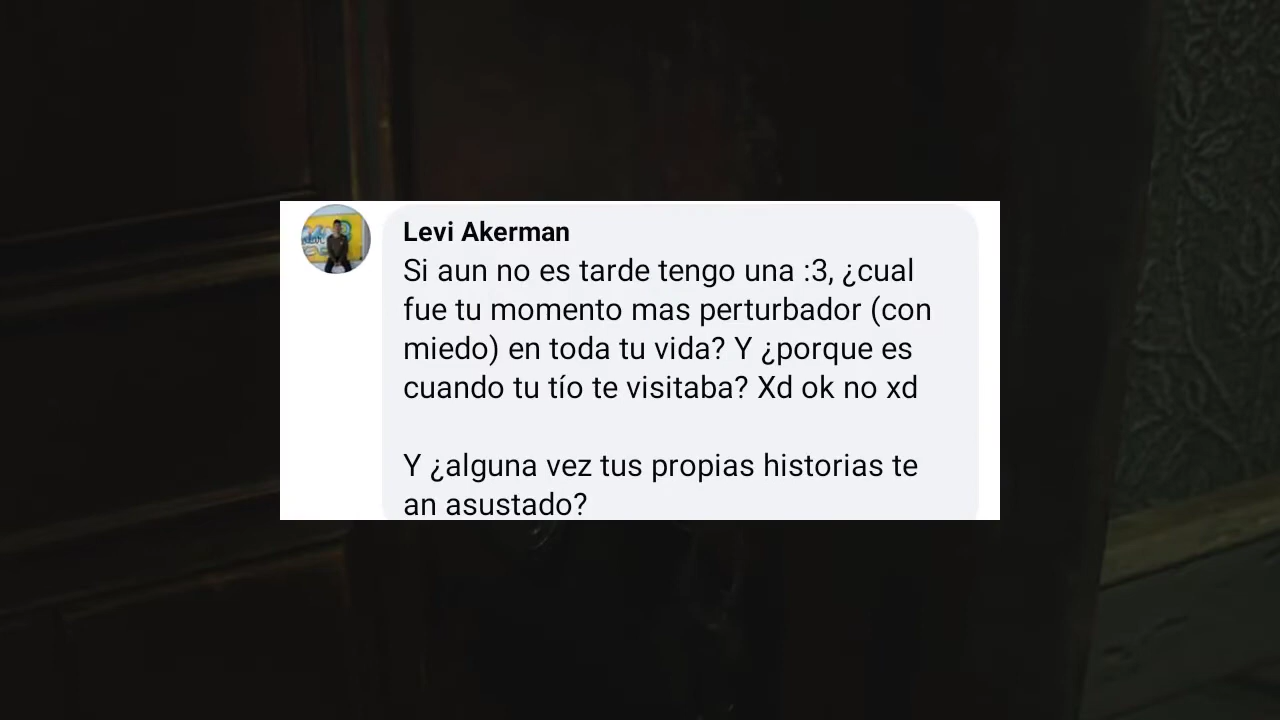 Levi Akerman
Si aun no es tarde tengo una :3, ¿cual
fue tu momento mas perturbador (con
miedo) en toda tu vida? Y ¿porque es
cuando tu tío te visitaba? Xd ok no xd
Y ¿alguna vez tus propias historias te
an asustado?